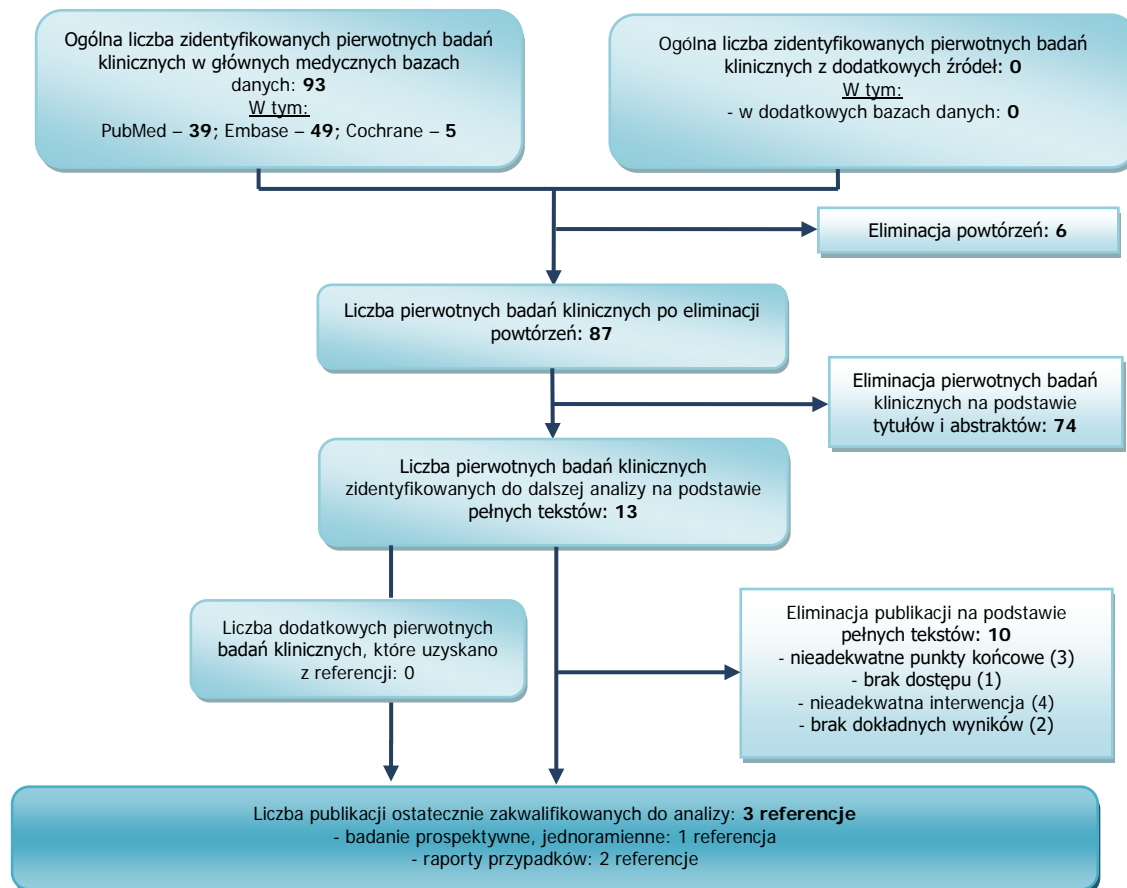 Ogólna liczba zidentyfikowanych pierwotnych badań
klinicznych w głównych medycznych bazach
danych: 93
W tym:
PubMed – 39; Embase – 49; Cochrane – 5
Ogólna liczba zidentyfikowanych pierwotnych badań
klinicznych z dodatkowych źródeł: 0
W tym:
- w dodatkowych bazach danych: 0
Eliminacja powtórzeń: 6
Liczba pierwotnych badań klinicznych po eliminacji
powtórzeń: 87
Eliminacja pierwotnych badań
klinicznych na podstawie
tytułów i abstraktów: 74
Liczba pierwotnych badań klinicznych
zidentyfikowanych do dalszej analizy na podstawie
pełnych tekstów: 13
Liczba dodatkowych pierwotnych
badań klinicznych, które uzyskano
z referencji: 0
Eliminacja publikacji na podstawie
pełnych tekstów: 10
- nieadekwatne punkty końcowe (3)
- brak dostępu (1)
- nieadekwatna interwencja (4)
- brak dokładnych wyników (2)
Liczba publikacji ostatecznie zakwalifikowanych do analizy: 3 referencje
- badanie prospektywne, jednoramienne: 1 referencja
- raporty przypadków: 2 referencje